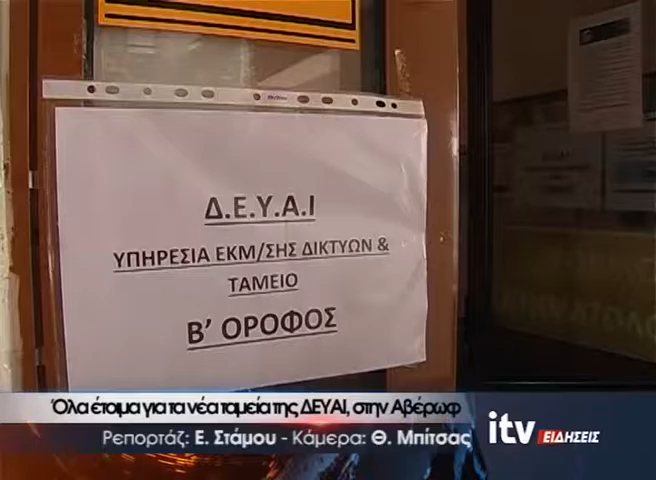 Δ.Ε.Υ.Α.Ι
ΥΠΗΡΕΣΙΑ ΕΚΜ/ΣΗΣ ΔΙΚΤΥΩΝ &
ΤΑΜΕΙΟ
Β’ ΟΡΟΦΟΣ
Όλα έτοιμα για τα νέα ταμεία της ΔΕΥΑΙ, στην Αβέρωφ
Ρεπορτάζ: Ε. Στάμου - Κάμερα: Θ. Μπίτσας
itv ΕΙΔΗΣΕΙΣ